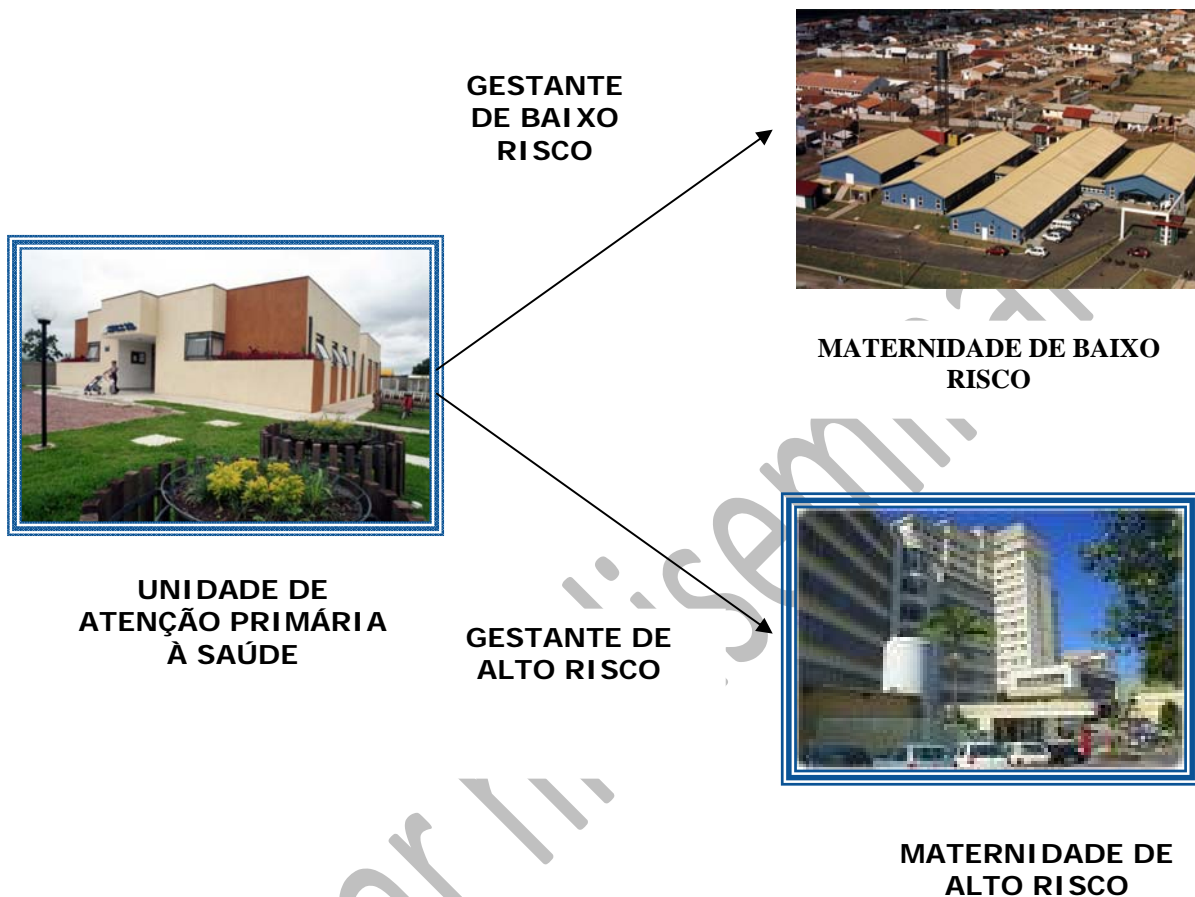 GESTANTE
DE BAIXO
RISCO
MATERNIDADE DE BAIXO
RISCO
UNIDADE DE
ATENÇÃO PRIMÁRIA
À SAÚDE
GESTANTE DE
ALTO RISCO
MATERNIDADE DE
ALTO RISCO